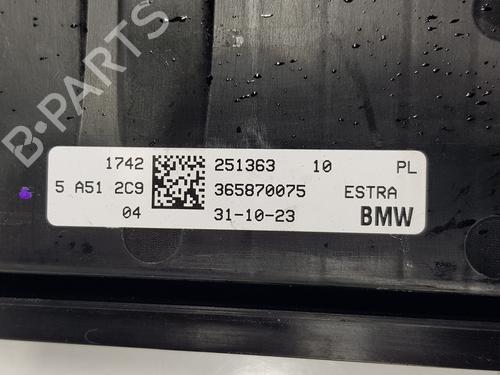 B-PARTS
1742 251363 10 PL
5 A51 2C9 365870075 ESTRA
04 31-10-23 BMW